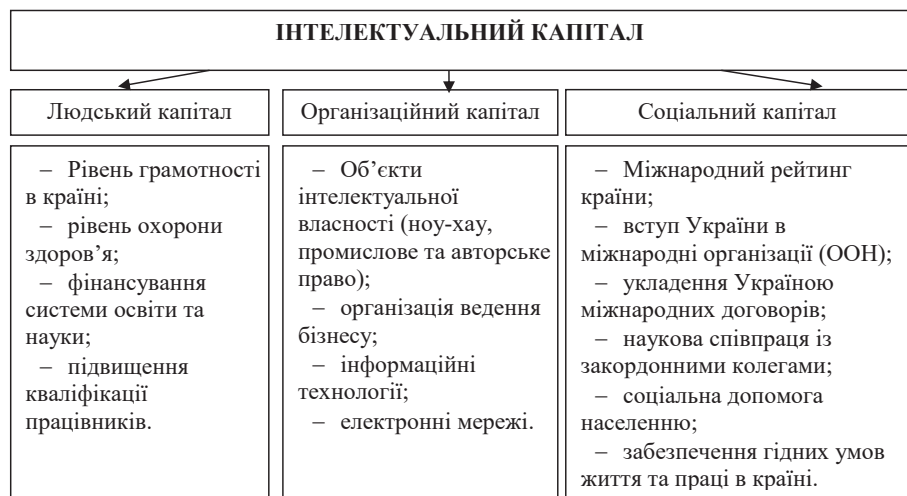 ІНТЕЛЕКТУАЛЬНИЙ КАПІТАЛ
Людський капітал
– Рівень грамотності
в країні;
– рівень охорони
здоров’я;
– фінансування
системи освіти та
науки;
– підвищення
кваліфікації
працівників.
Організаційний капітал
– Об’єкти
інтелектуальної
власності (ноу-хау,
промислове та авторське
право);
– організація ведення
бізнесу;
– інформаційні
технології;
– електронні мережі.
Соціальний капітал
– Міжнародний рейтинг
країни;
– вступ України в
міжнародні організації (ООН);
– укладення Україною
міжнародних договорів;
– наукова співпраця із
закордонними колегами;
– соціальна допомога
населенню;
– забезпечення гідних умов
життя та праці в країні.